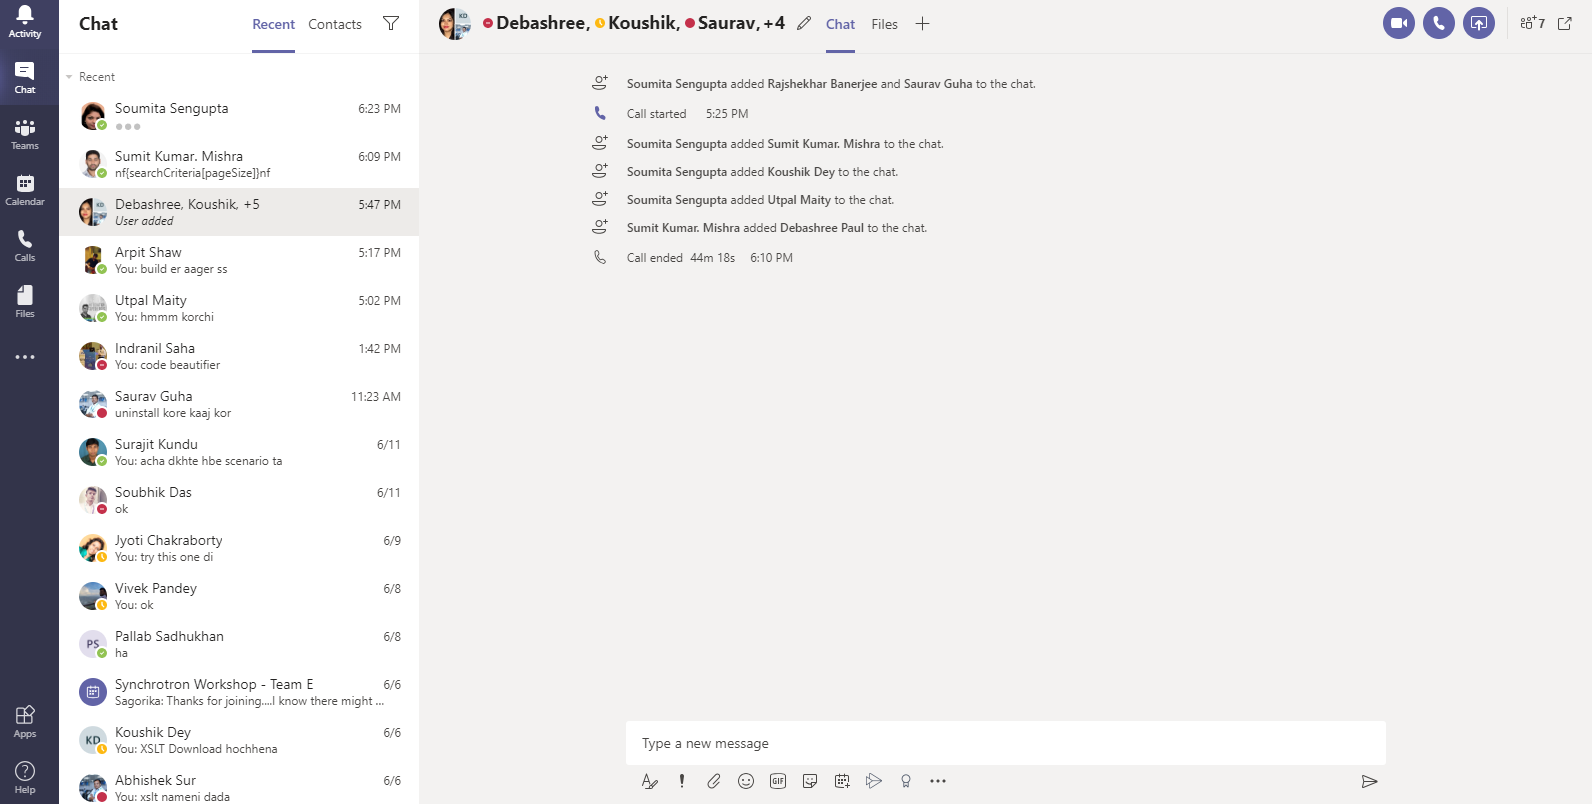 Activity
Chat
Teams
Calendar
Calls
Files
Apps
Help
Chat
Recent
Contacts
Recent
Soumita Sengupta 6:23 PM
Sumit Kumar. Mishra 6:09 PM
nf{searchCriteria[pageSize]}nf
Debashree, Koushik, +5 5:47 PM
User added
Arpit Shaw 5:17 PM
You: build er aager ss
Utpal Maity 5:02 PM
You: hmmm korchi
Indranil Saha 1:42 PM
You: code beautifier
Saurav Guha 11:23 AM
uninstall kore kaaj kor
Surajit Kundu 6/11
You: acha dkhte hbe scenario ta
Soubhik Das 6/11
ok
Jyoti Chakraborty 6/9
You: try this one di
Vivek Pandey 6/8
You: ok
PS
Pallab Sadhukhan 6/8
ha
Synchrotron Workshop - Team E 6/6
Sagorika: Thanks for joining....I know there might ...
KD
Koushik Dey 6/6
You: XSLT Download hochhena
Abhishek Sur 6/6
You: xslt nameni dada
KD
Debashree, Koushik, Saurav, +4
Chat
Files
7
Soumita Sengupta added Rajshekhar Banerjee and Saurav Guha to the chat.
Call started 5:25 PM
Soumita Sengupta added Sumit Kumar. Mishra to the chat.
Soumita Sengupta added Koushik Dey to the chat.
Soumita Sengupta added Utpal Maity to the chat.
Sumit Kumar. Mishra added Debashree Paul to the chat.
Call ended 44m 18s 6:10 PM
Type a new message
GIF